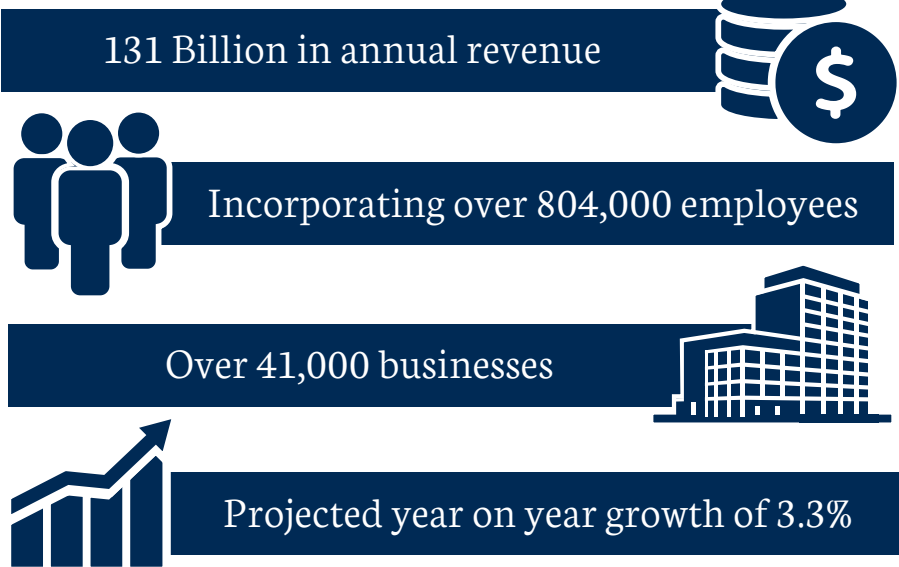 131 Billion in annual revenue
$
Incorporating over 804,000 employees
Over 41,000 businesses
Projected year on year growth of 3.3%